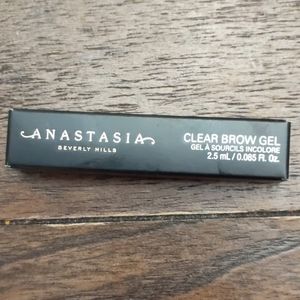 ANASTASIA
BEVERLY HILLS
CLEAR BROW GEL
GEL À SOURCILS INCOLORE
2.5 mL / 0.085 Fl. Oz.